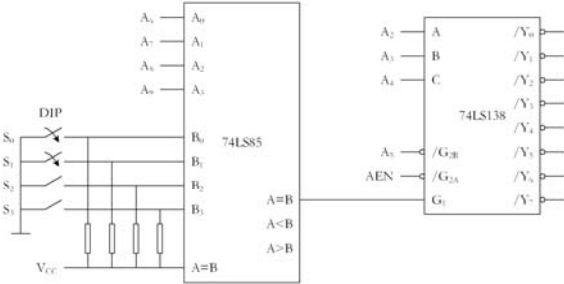 A₆ A₀
A₇ A₁
A₈ A₂
A₉ A₃
DIP
S₀ B₀
S₁ B₁
S₂ B₂
S₃ B₃
V_CC A=B
74LS85
A=B
A<B
A>B
A₂ A /Y₀
A₃ B /Y₁
A₄ C /Y₂
/Y₃
74LS138
/Y₄
A₅ /G₂B /Y₅
AEN /G₂A /Y₆
G₁ /Y₇